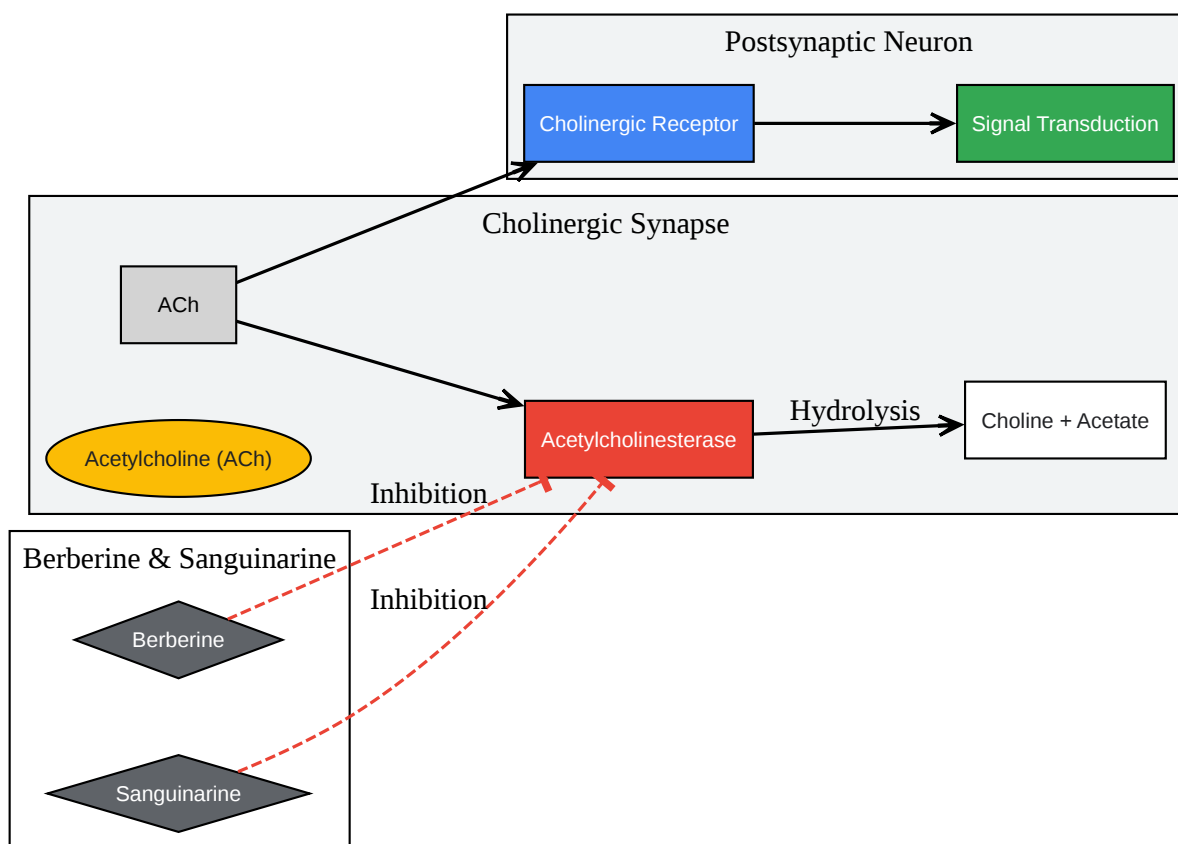 Postsynaptic Neuron
Cholinergic Receptor
Signal Transduction
Cholinergic Synapse
ACh
Acetylcholinesterase
Hydrolysis
Choline + Acetate
Acetylcholine (ACh)
Inhibition
Berberine & Sanguinarine
Inhibition
Berberine
Sanguinarine